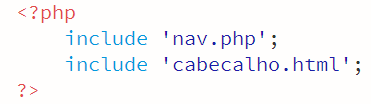 <?php
    include 'nav.php';
    include 'cabecalho.html';
?>